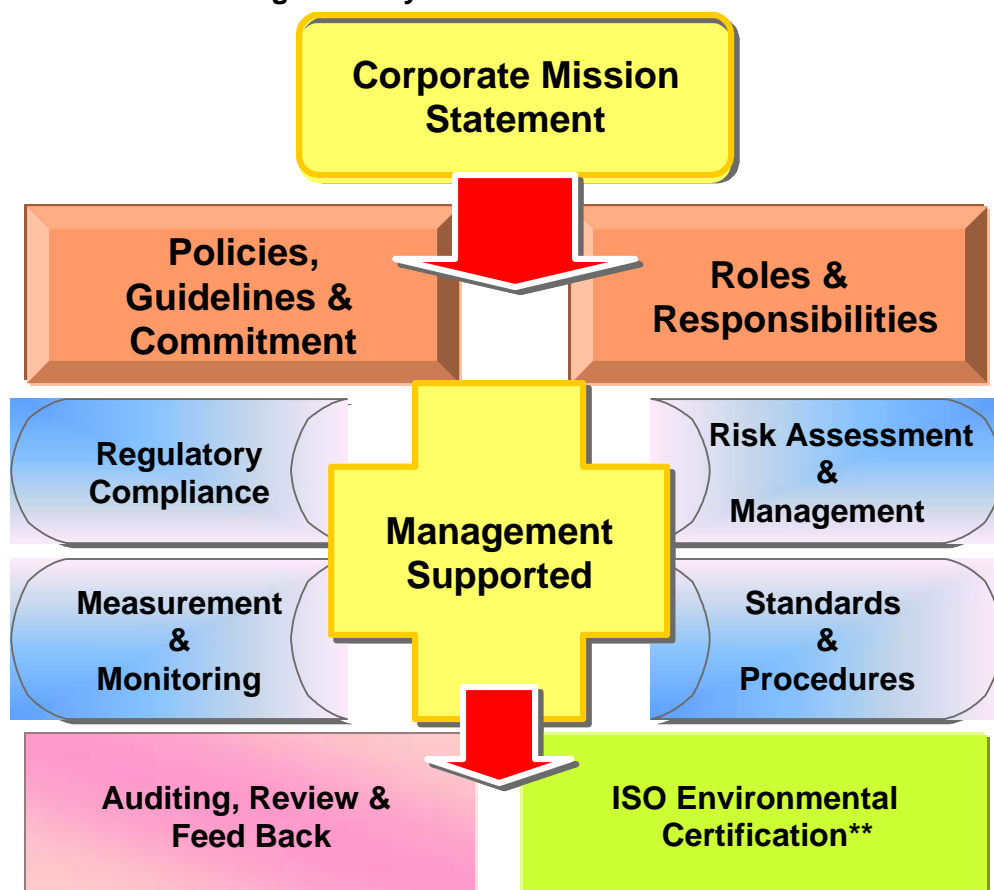 Corporate Mission
Statement
Policies,
Guidelines &
Commitment
Roles &
Responsibilities
Regulatory
Compliance
Risk Assessment
&
Management
Management
Supported
Measurement
&
Monitoring
Standards
&
Procedures
Auditing, Review &
Feed Back
ISO Environmental
Certification**